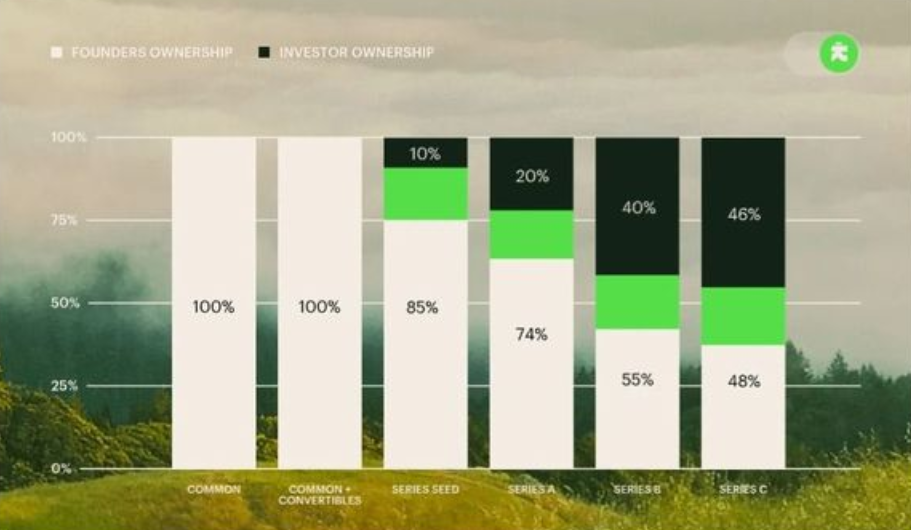 FOUNDERS OWNERSHIP INVESTOR OWNERSHIP
100%
75%
50%
25%
0%
100%
100%
85%
10%
74%
20%
55%
40%
48%
46%
COMMON
COMMON +
CONVERTIBLES
SERIES SEED
SERIES A
SERIES B
SERIES C